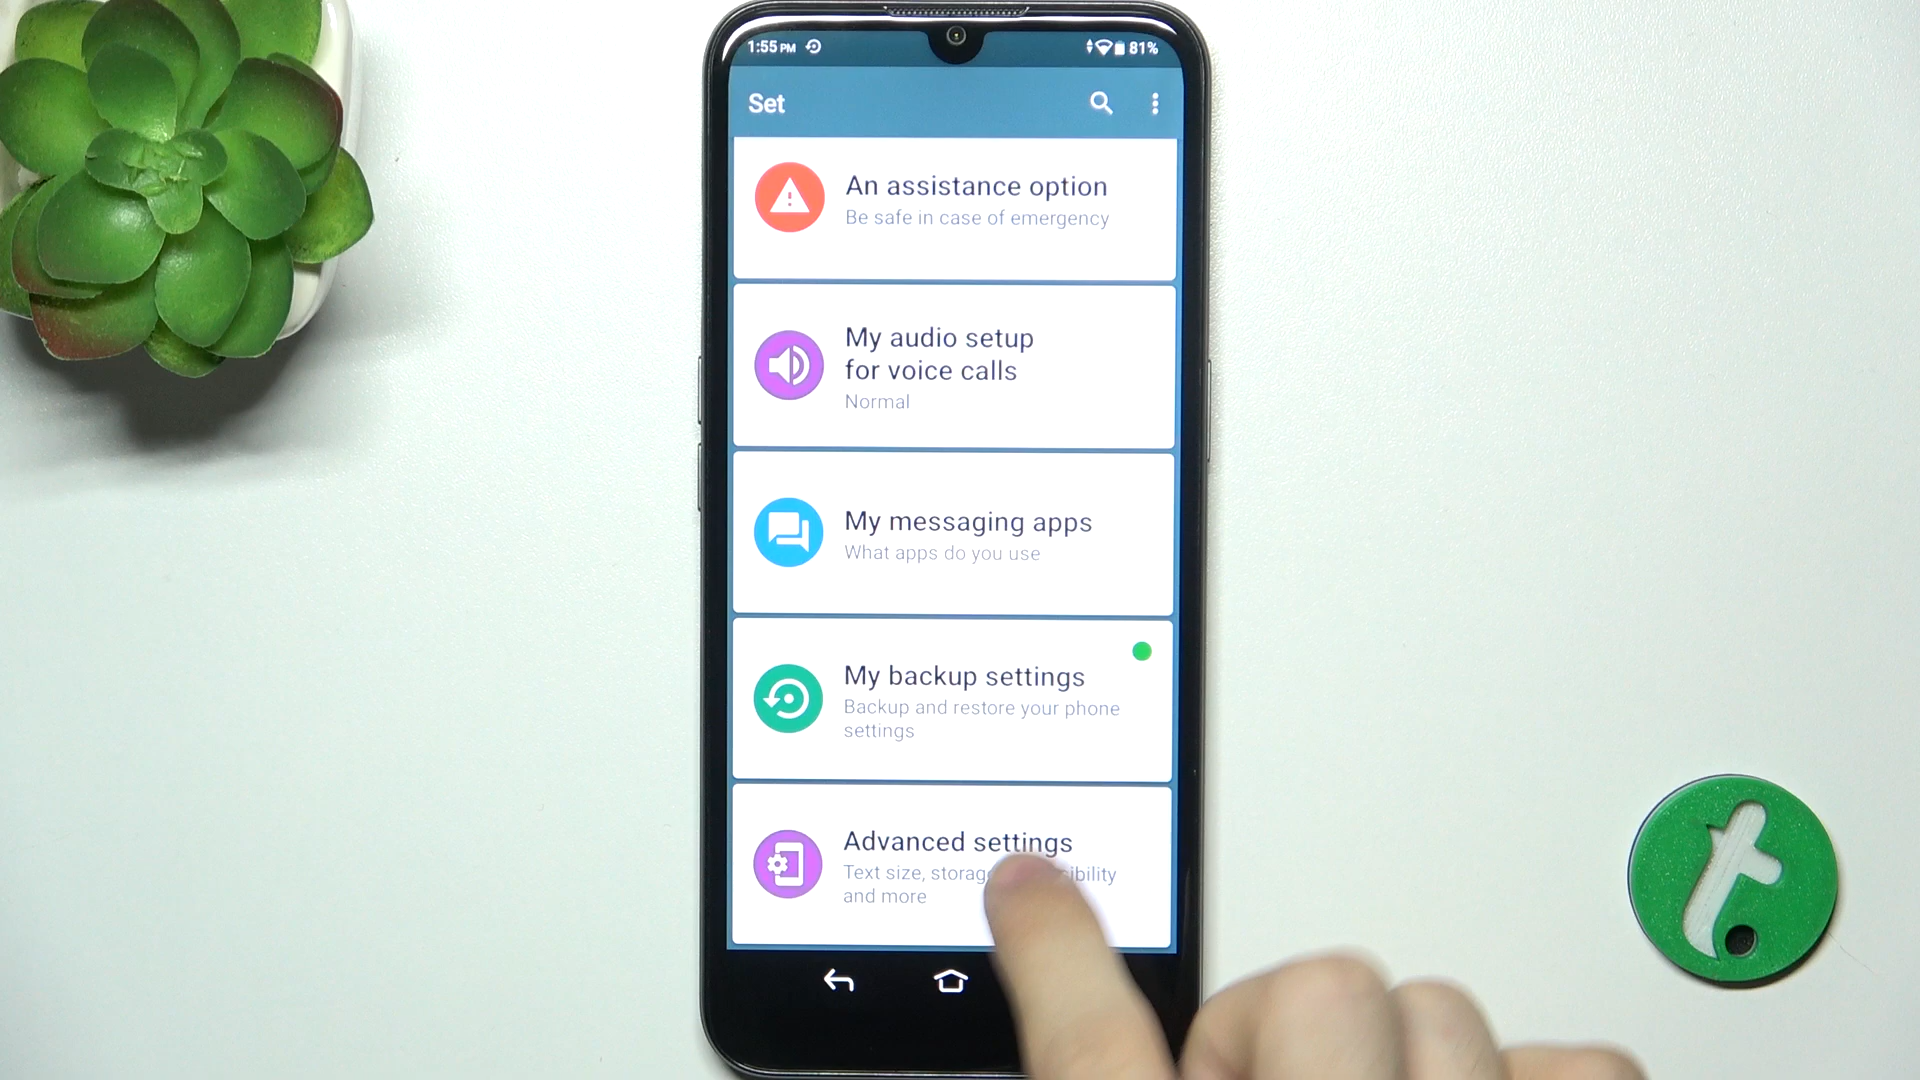 1:55 PM 81%
Set
An assistance option
Be safe in case of emergency
My audio setup
for voice calls
Normal
My messaging apps
What apps do you use
My backup settings
Backup and restore your phone
settings
Advanced settings
Text size,
and more
t